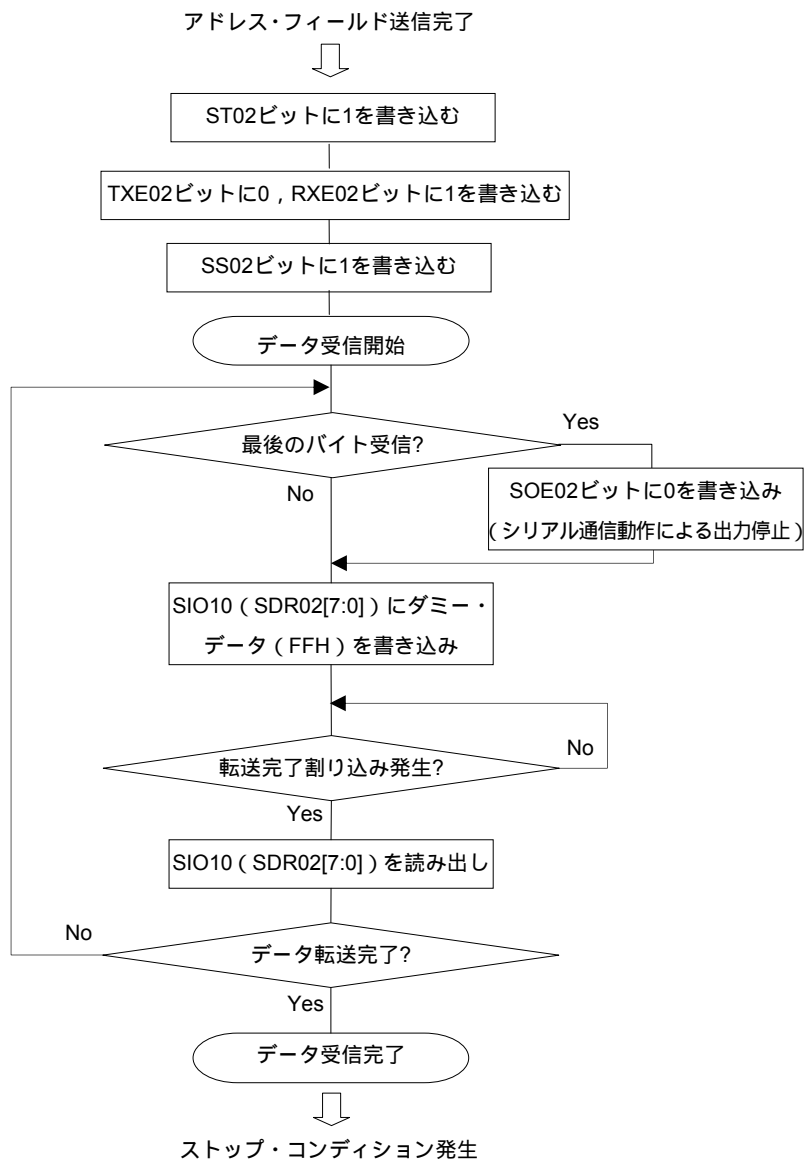 アドレス・フィールド送信完了
ST02ビットに1を書き込む
TXE02ビットに0，RXE02ビットに1を書き込む
SS02ビットに1を書き込む
データ受信開始
最後のバイト受信?
Yes
No
SOE02ビットに0を書き込み
（シリアル通信動作による出力停止）
SIO10（SDR02[7:0]）にダミー・
データ（FFH）を書き込み
転送完了割り込み発生?
No
Yes
SIO10（SDR02[7:0]）を読み出し
データ転送完了?
No
Yes
データ受信完了
ストップ・コンディション発生